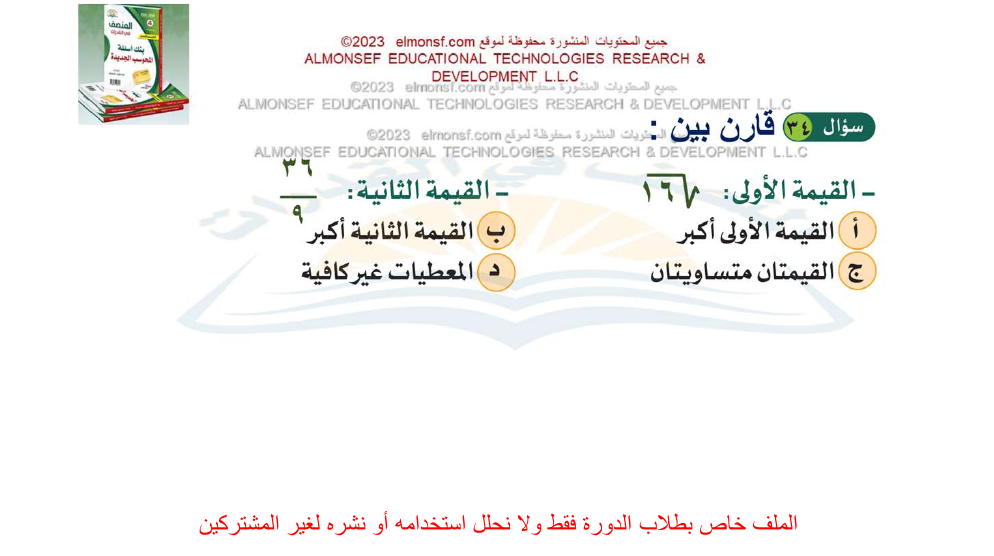 المنصف
في القدرات
بنك أسئلة
المحوسب الجديدة
جميع المحتويات المنشورة محفوظة لموقع elmonsf.com ©2023
ALMONSEF EDUCATIONAL TECHNOLOGIES RESEARCH &
DEVELOPMENT L.L.C
جميع المحتويات المنشورة محفوظة لموقع elmonsf.com ©2023
ALMONSEF EDUCATIONAL TECHNOLOGIES RESEARCH & DEVELOPMENT L.L.C
سؤال ٣٤ قارن بين :
المحتويات المنشورة محفوظة لموقع elmonsf.com ©2023
ALMONSEF EDUCATIONAL TECHNOLOGIES RESEARCH & DEVELOPMENT L.L.C
- القيمة الأولى: √١٦ - القيمة الثانية: ٣٦/٩
أ القيمة الأولى أكبر ب القيمة الثانية أكبر
ج القيمتان متساويتان د المعطيات غير كافية
الملف خاص بطلاب الدورة فقط ولا نحلل استخدامه أو نشره لغير المشتركين